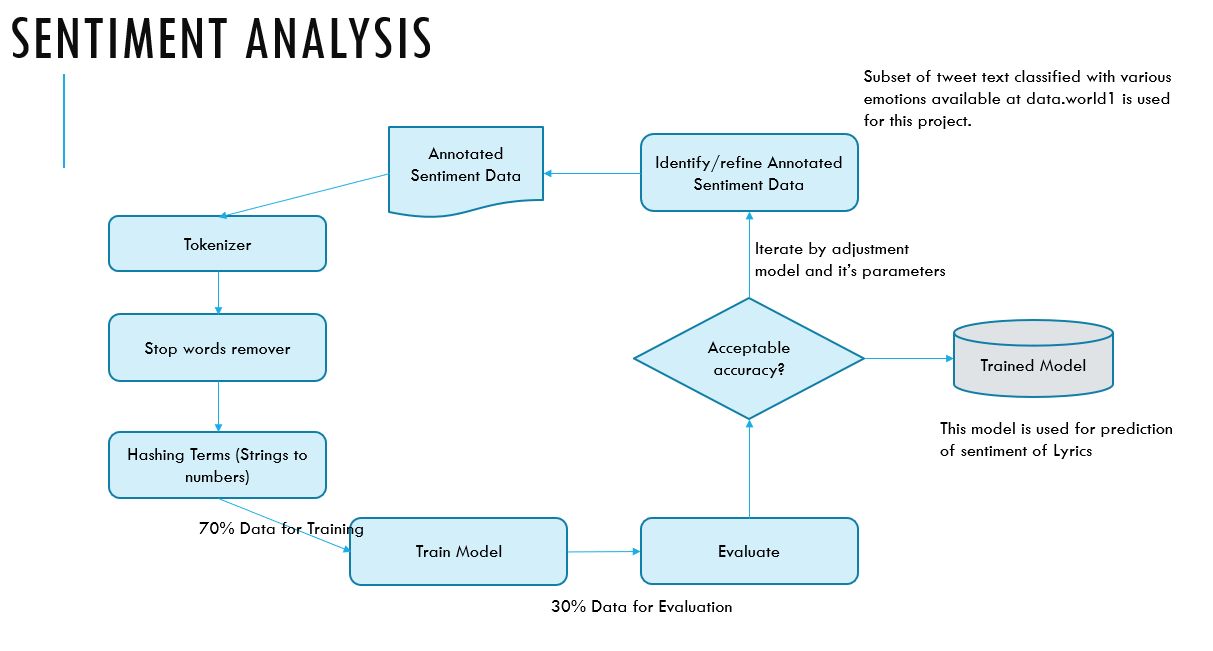 SENTIMENT ANALYSIS
Subset of tweet text classified with various
emotions available at data.world1 is used
for this project.
Annotated
Sentiment Data
Identify/refine Annotated
Sentiment Data
Tokenizer
Iterate by adjustment
model and it's parameters
Stop words remover
Acceptable
accuracy?
Trained Model
This model is used for prediction
of sentiment of Lyrics
Hashing Terms (Strings to
numbers)
70% Data for Training
Train Model
Evaluate
30% Data for Evaluation